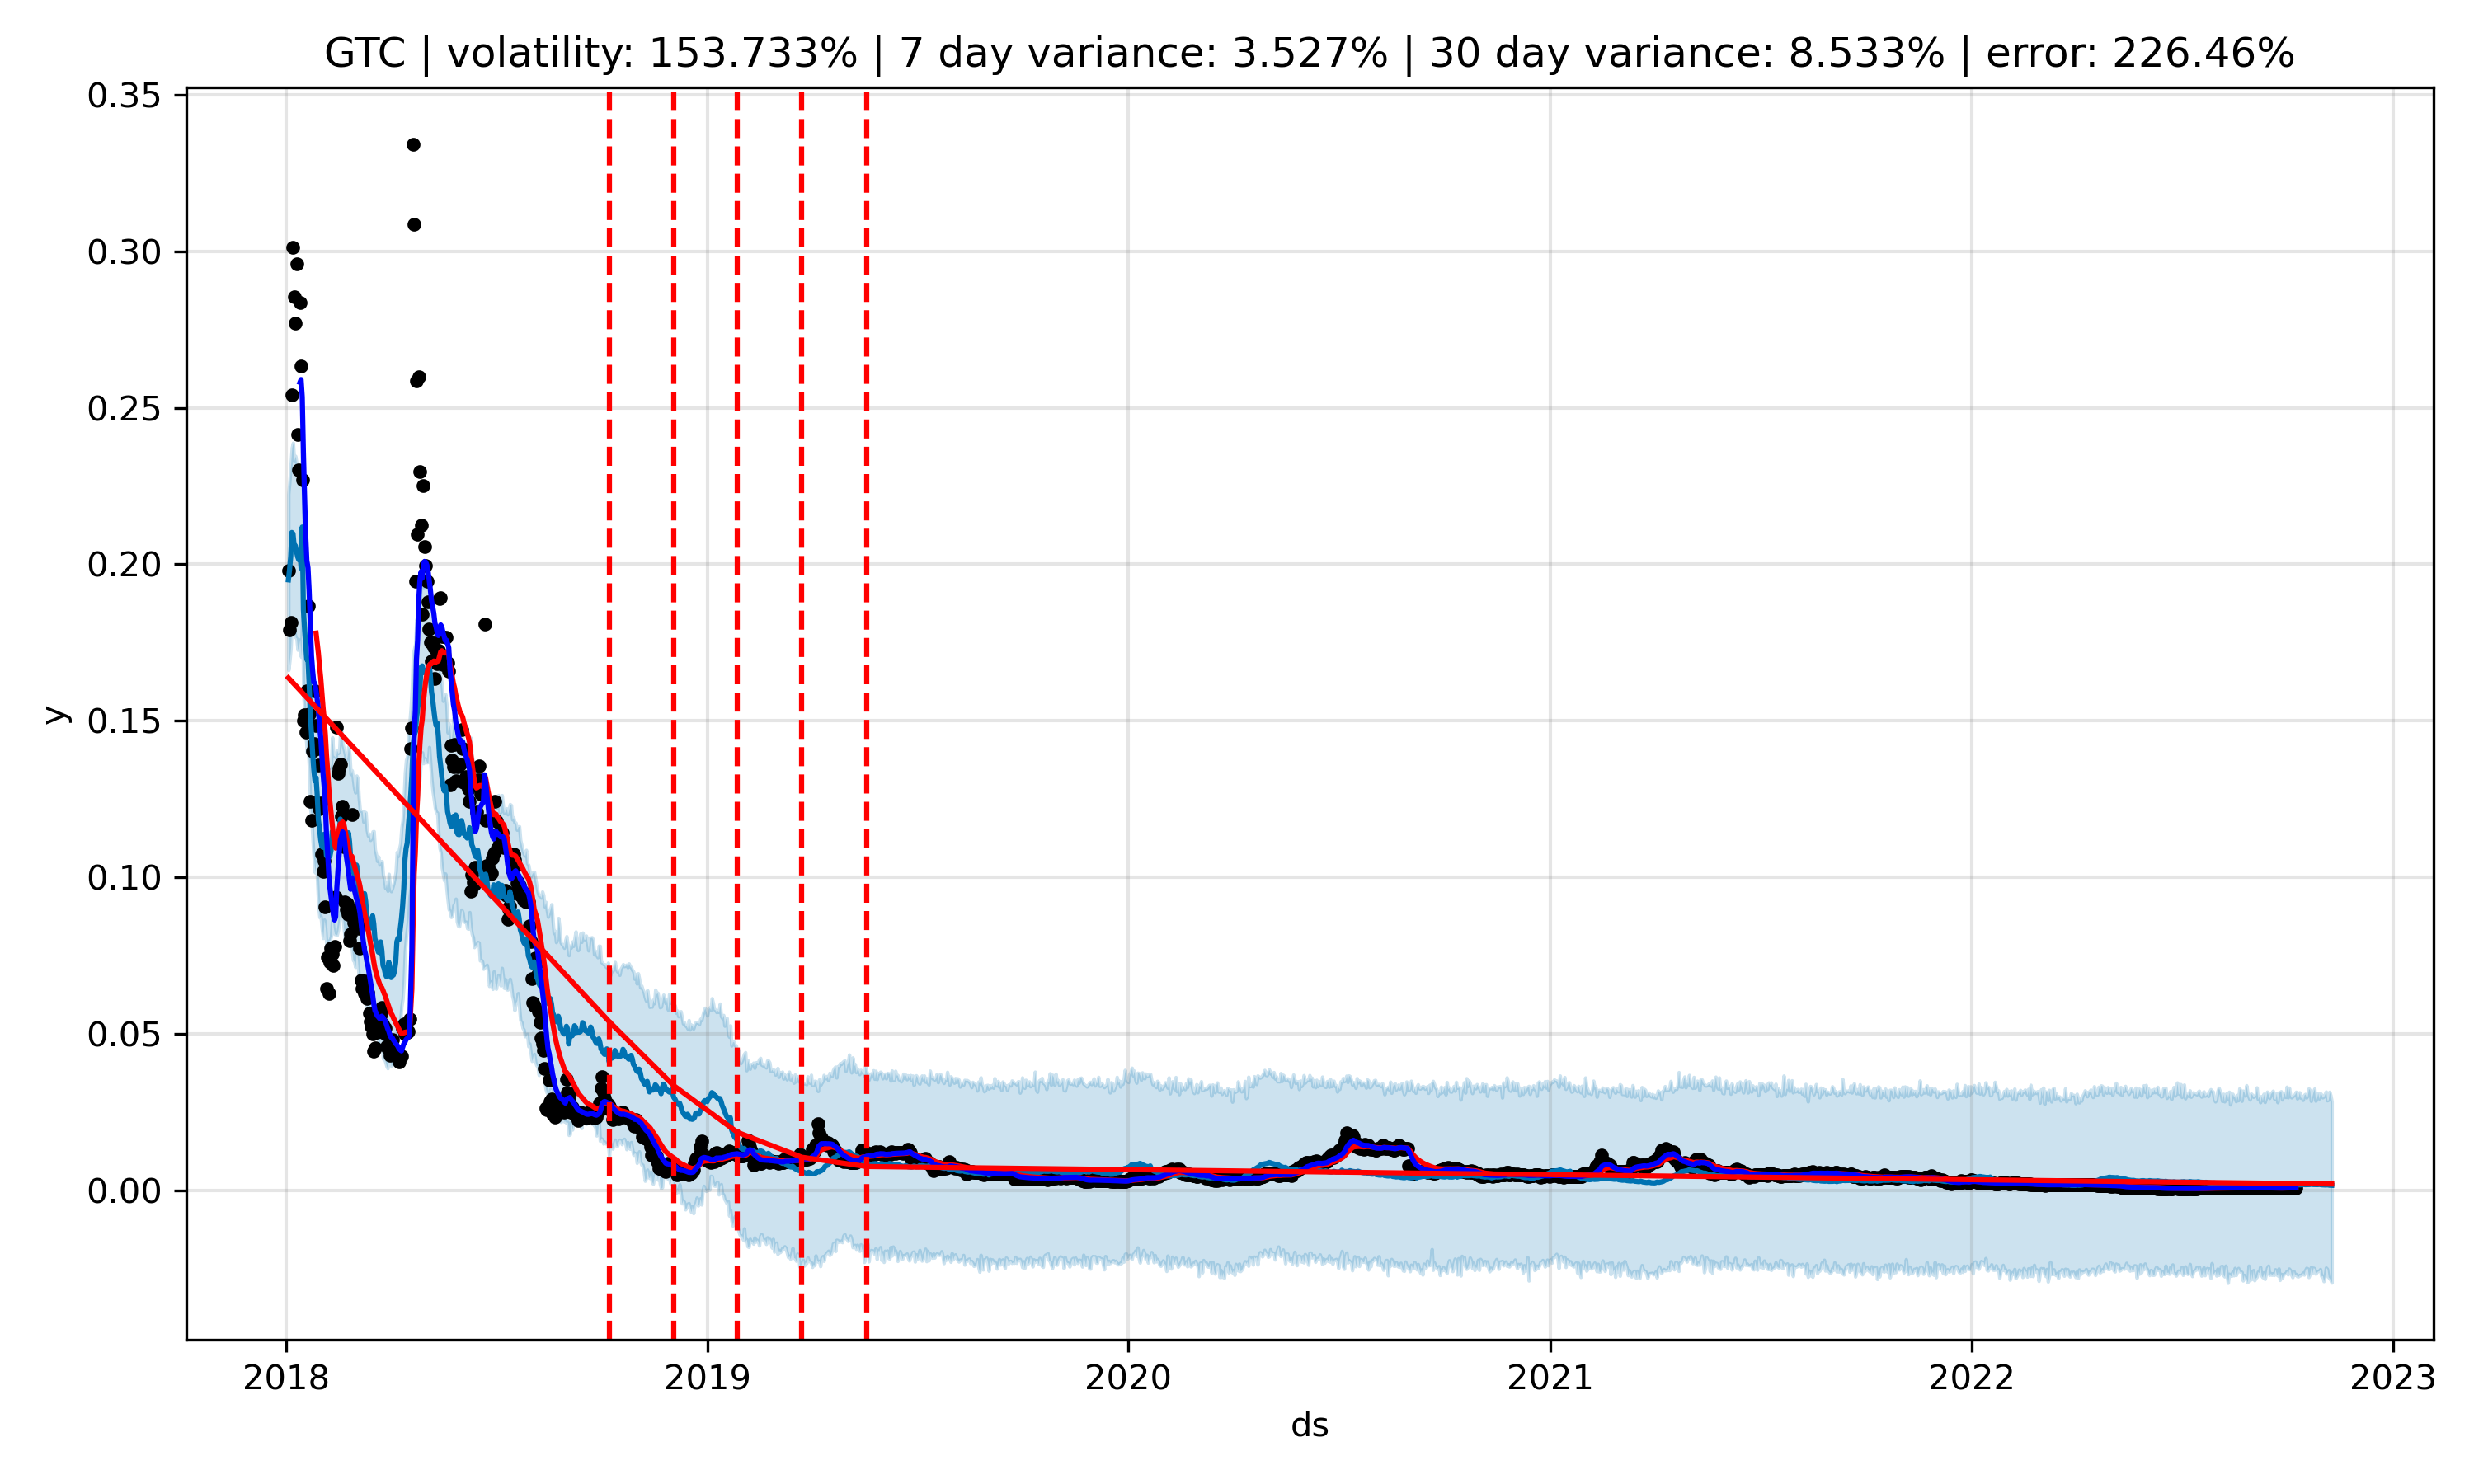 GTC | volatility: 153.733% | 7 day variance: 3.527% | 30 day variance: 8.533% | error: 226.46%
0.35
0.30
0.25
0.20
0.15
0.10
0.05
0.00
y
2018 2019 2020 2021 2022 2023
ds